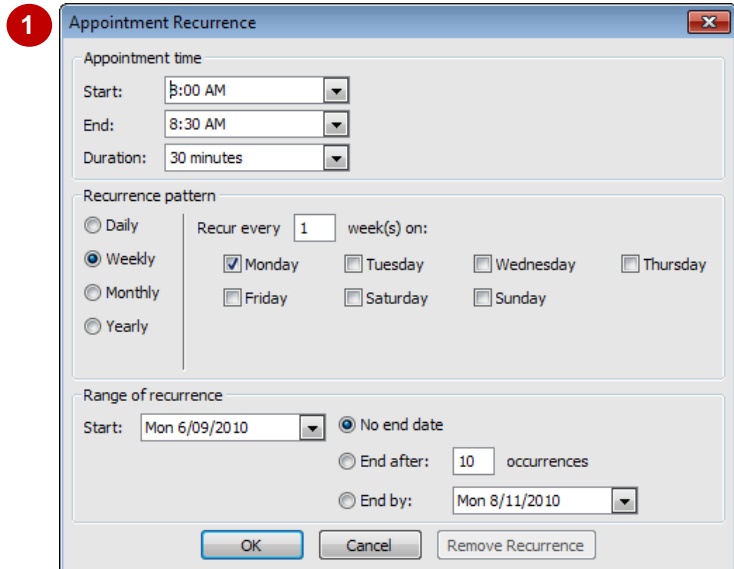 1
Appointment Recurrence
Appointment time
Start: 8:00 AM
End: 8:30 AM
Duration: 30 minutes
Recurrence pattern
Daily
Recur every 1 week(s) on:
Weekly
Monday Tuesday Wednesday Thursday
Monthly
Friday Saturday Sunday
Yearly
Range of recurrence
Start: Mon 6/09/2010 No end date
End after: 10 occurrences
End by: Mon 8/11/2010
OK Cancel Remove Recurrence